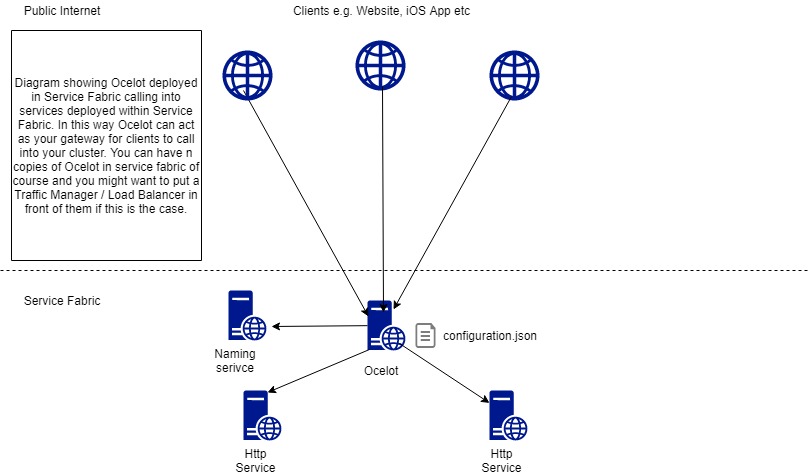 Public Internet
Clients e.g. Website, iOS App etc
Diagram showing Ocelot deployed
in Service Fabric calling into
services deployed within Service
Fabric. In this way Ocelot can act
as your gateway for clients to call
into your cluster. You can have n
copies of Ocelot in service fabric of
course and you might want to put a
Traffic Manager / Load Balancer in
front of them if this is the case.
Service Fabric
Naming
serivce
Ocelot
configuration.json
Http
Service
Http
Service